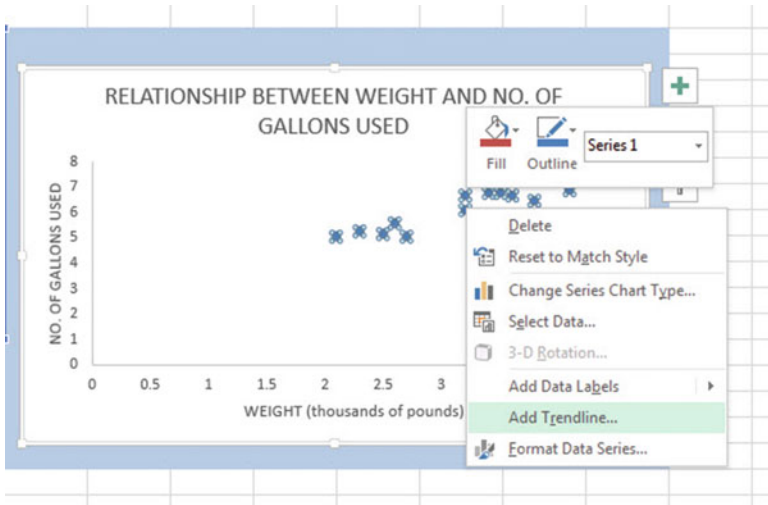 RELATIONSHIP BETWEEN WEIGHT AND NO. OF
GALLONS USED
Fill
Outline
Series 1
NO. OF GALLONS USED
8
7
6
5
4
3
2
1
0
0 0.5 1 1.5 2 2.5 3
WEIGHT (thousands of pounds)
Delete
Reset to Match Style
Change Series Chart Type...
Select Data...
3-D Rotation...
Add Data Labels
Add Trendline...
Format Data Series...